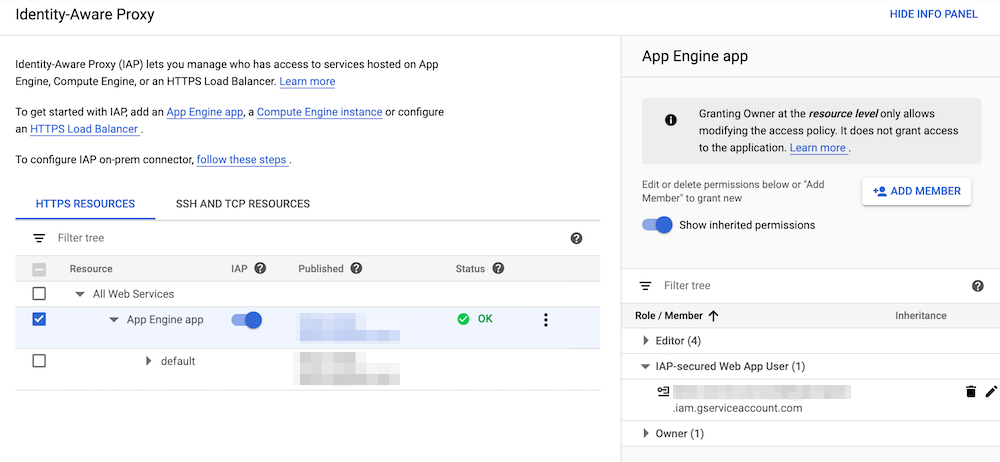 Identity-Aware Proxy
HIDE INFO PANEL
Identity-Aware Proxy (IAP) lets you manage who has access to services hosted on App
Engine, Compute Engine, or an HTTPS Load Balancer. Learn more
To get started with IAP, add an App Engine app, a Compute Engine instance or configure
an HTTPS Load Balancer .
To configure IAP on-prem connector, follow these steps .
HTTPS RESOURCES
SSH AND TCP RESOURCES
Filter tree
Resource IAP Published Status
All Web Services
App Engine app OK
default
App Engine app
Granting Owner at the resource level only allows
modifying the access policy. It does not grant access
to the application. Learn more .
Edit or delete permissions below or "Add
Member" to grant new
ADD MEMBER
Show inherited permissions
Filter tree
Role / Member Inheritance
Editor (4)
IAP-secured Web App User (1)
.iam.gserviceaccount.com
Owner (1)